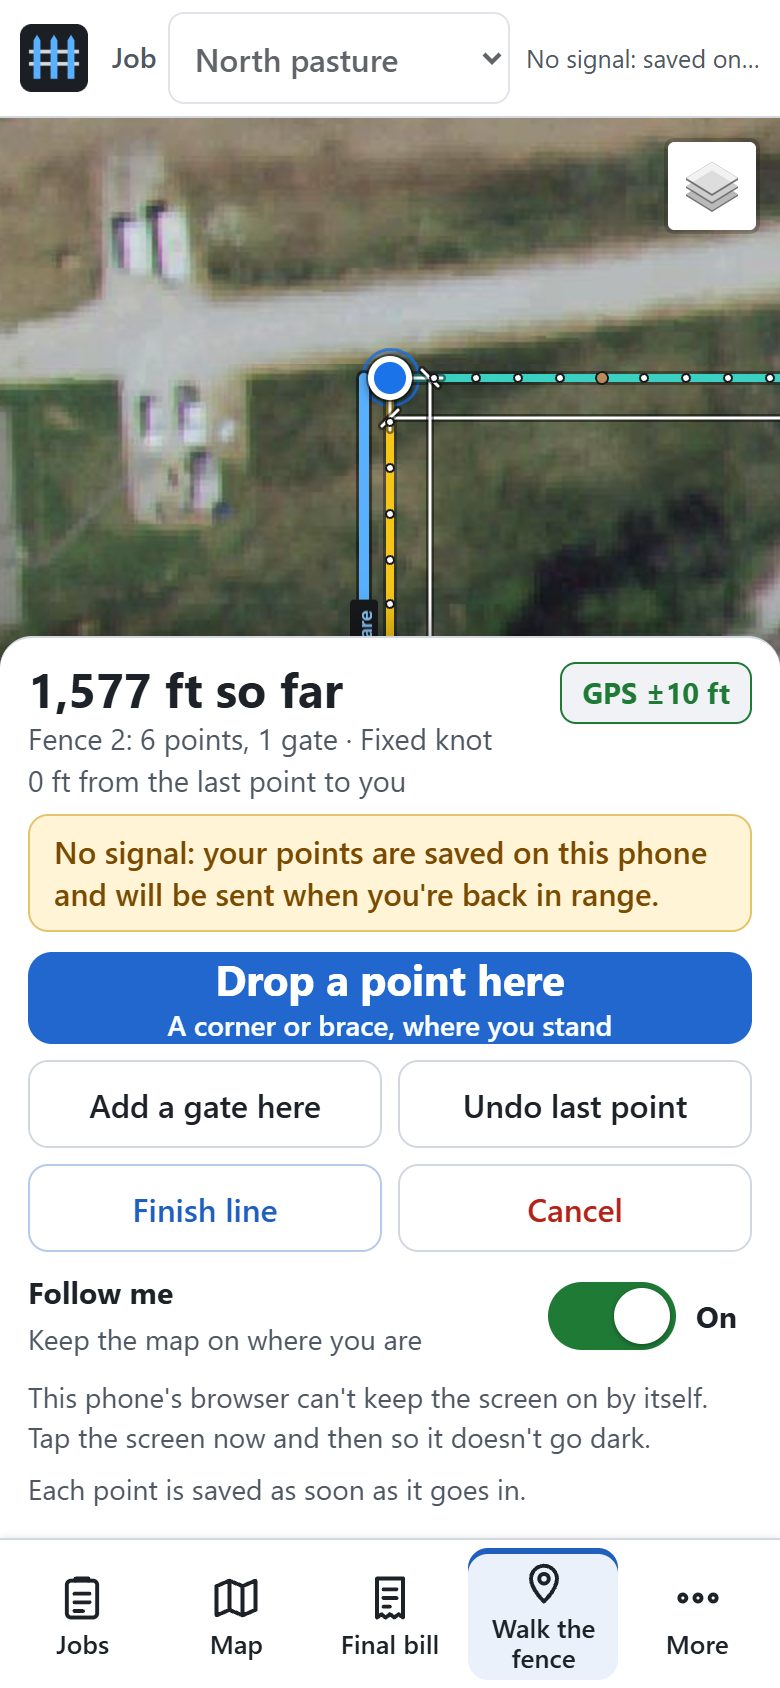 Job
North pasture
No signal: saved on...
are
1,577 ft so far
GPS ±10 ft
Fence 2: 6 points, 1 gate · Fixed knot
0 ft from the last point to you
No signal: your points are saved on this phone
and will be sent when you're back in range.
Drop a point here
A corner or brace, where you stand
Add a gate here
Undo last point
Finish line
Cancel
Follow me
Keep the map on where you are
On
This phone's browser can't keep the screen on by itself.
Tap the screen now and then so it doesn't go dark.
Each point is saved as soon as it goes in.
Jobs
Map
Final bill
Walk the
fence
More